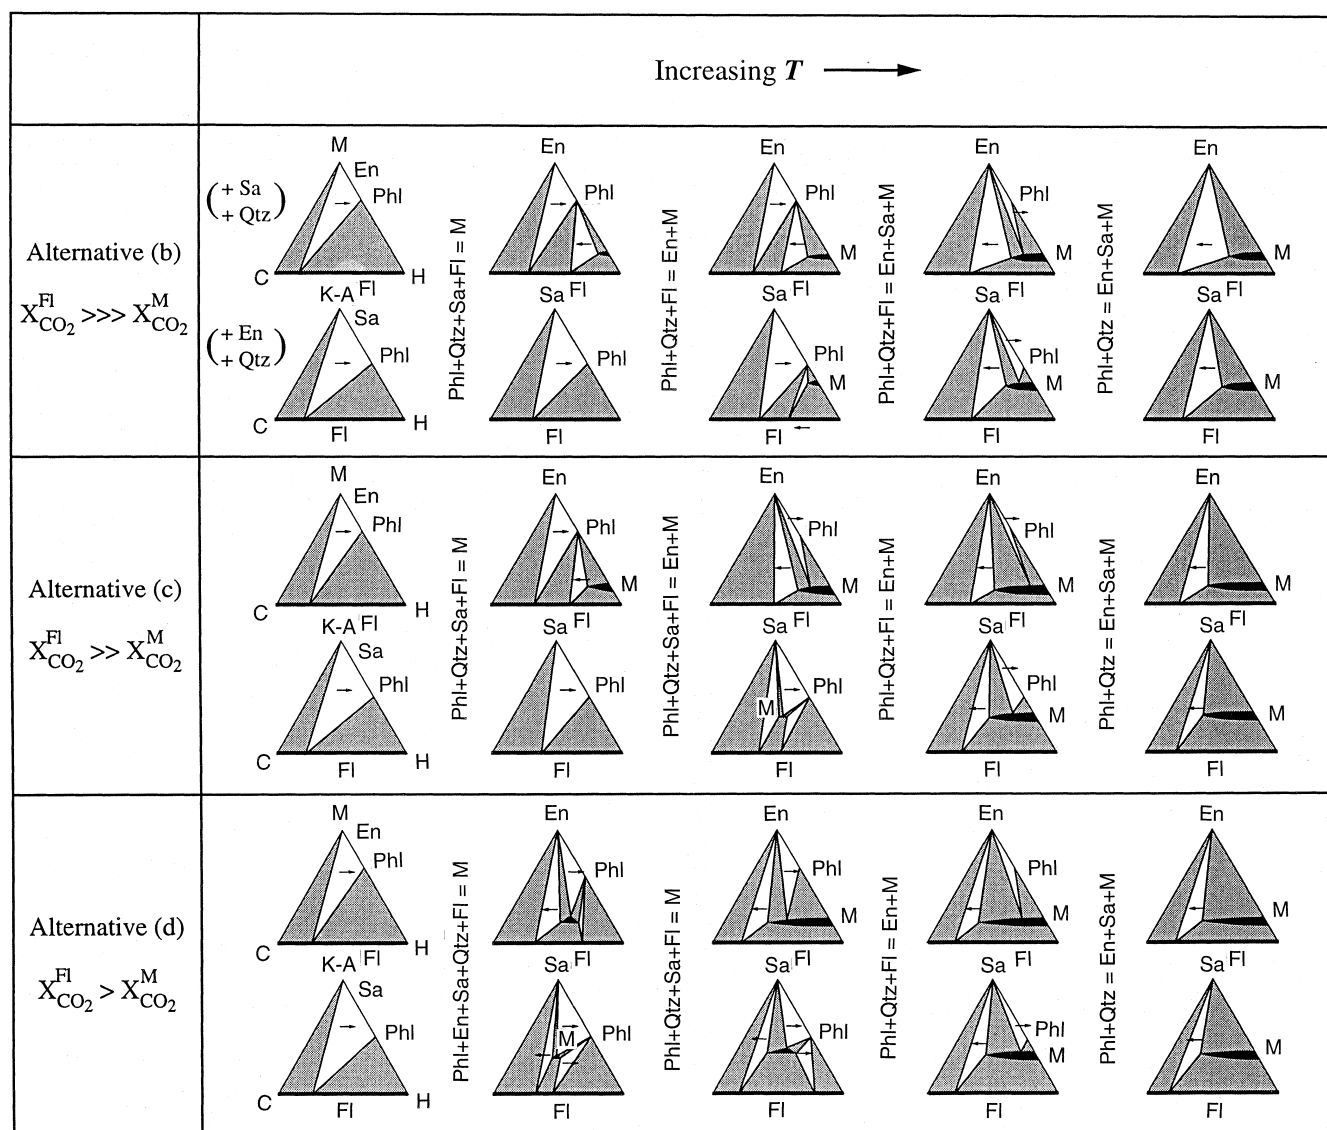 Increasing T
Alternative (b)
X^Fl_CO2 >>> X^M_CO2
(+ Sa
+ Qtz)
M
En
Phl
C
Fl
H
(+ En
+ Qtz)
K-A
Sa
Phl
C
Fl
H
Phl+Qtz+Sa+Fl = M
En
Phl
M
Fl
Sa
Phl+Qtz+Fl = En+M
En
Phl
M
Fl
Sa
Phl
M
Fl
Phl+Qtz+Fl = En+Sa+M
En
Phl
M
Fl
Sa
Phl
M
Fl
Phl+Qtz = En+Sa+M
En
M
Fl
Sa
M
Fl
Alternative (c)
X^Fl_CO2 >> X^M_CO2
M
En
Phl
C
Fl
H
K-A
Sa
Phl
C
Fl
H
Phl+Qtz+Sa+Fl = M
En
Phl
M
Fl
Sa
Phl
Fl
Phl+Qtz+Sa+Fl = En+M
En
Phl
M
Fl
Sa
Phl
M
Fl
Phl+Qtz+Fl = En+M
En
Phl
M
Fl
Sa
Phl
M
Fl
Phl+Qtz = En+Sa+M
En
M
Fl
Sa
M
Fl
Alternative (d)
X^Fl_CO2 > X^M_CO2
M
En
Phl
C
Fl
H
K-A
Sa
Phl
C
Fl
H
Phl+En+Sa+Qtz+Fl = M
En
Phl
Fl
Sa
M
Phl
Fl
Phl+Qtz+Sa+Fl = M
En
Phl
M
Fl
Sa
Phl
Fl
Phl+Qtz+Fl = En+M
En
Phl
M
Fl
Sa
Phl
M
Fl
Phl+Qtz = En+Sa+M
En
M
Fl
Sa
M
Fl